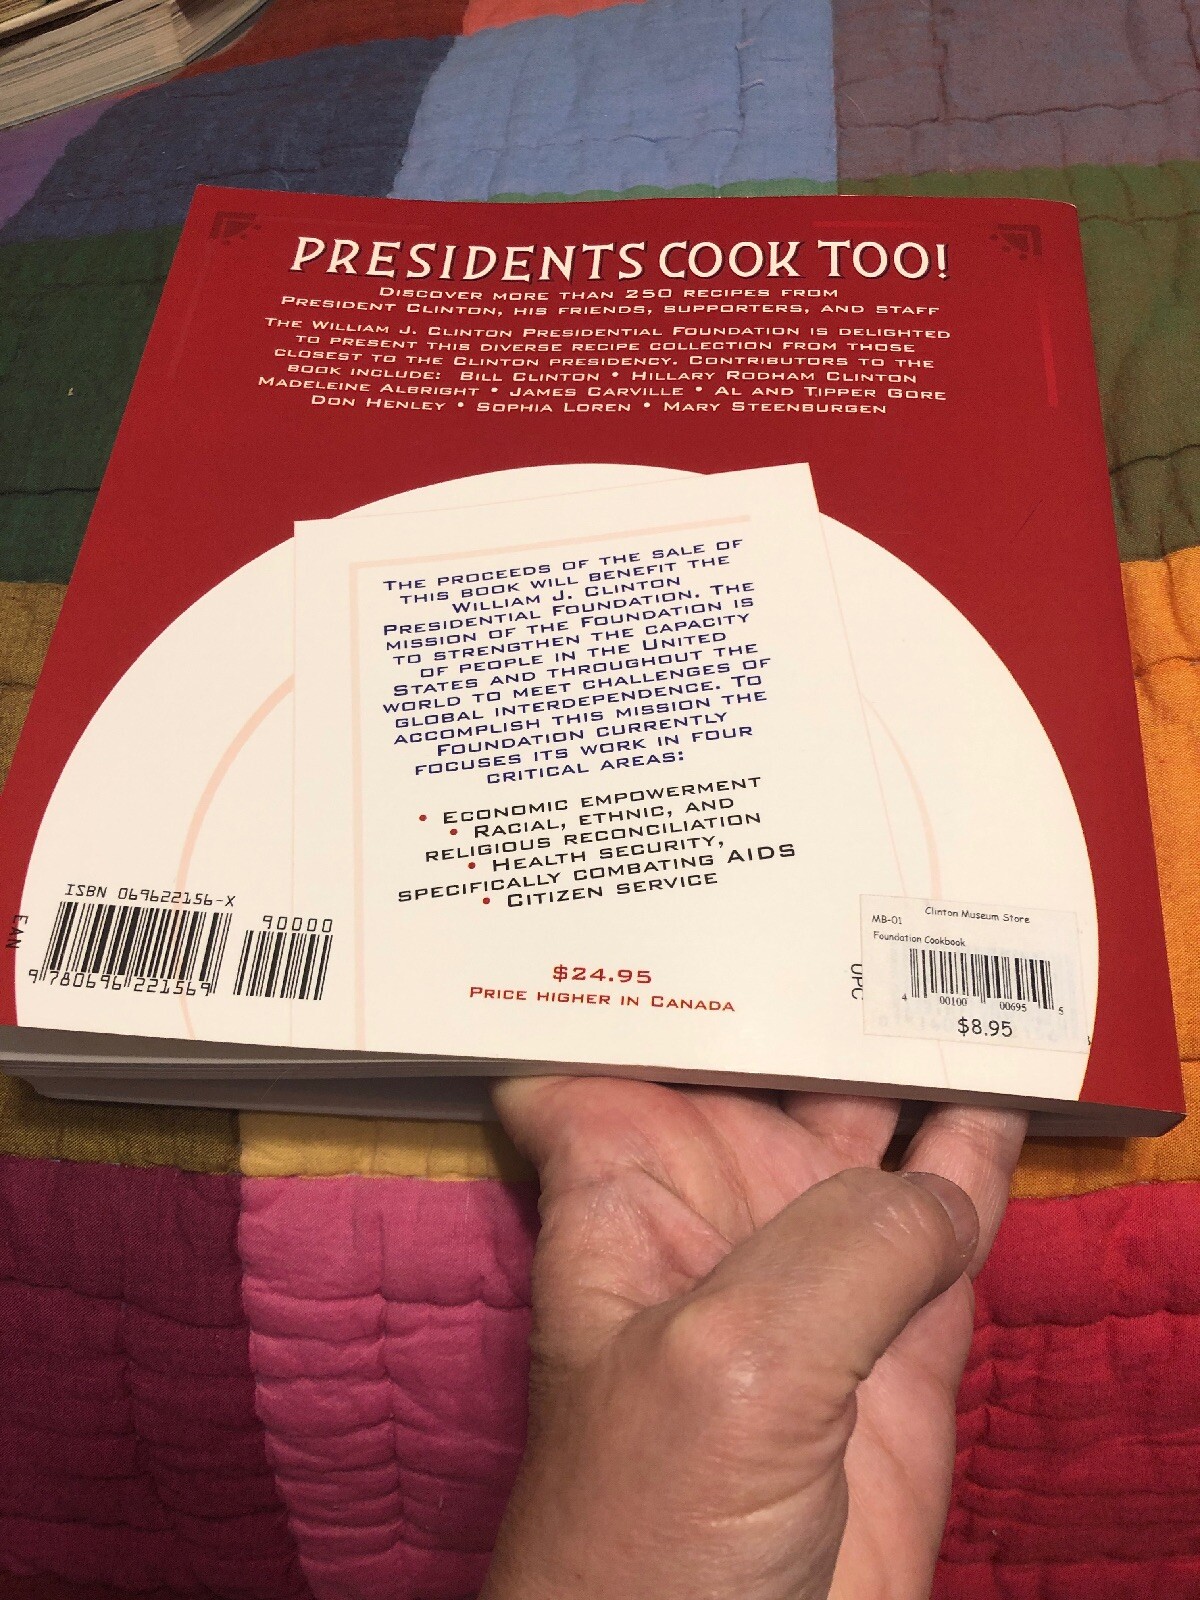 PRESIDENTS COOK TOO!
DISCOVER MORE THAN 250 RECIPES FROM
PRESIDENT CLINTON, HIS FRIENDS, SUPPORTERS, AND STAFF
THE WILLIAM J. CLINTON PRESIDENTIAL FOUNDATION IS DELIGHTED
TO PRESENT THIS DIVERSE RECIPE COLLECTION FROM THOSE
CLOSEST TO THE CLINTON PRESIDENCY. CONTRIBUTORS TO THE
BOOK INCLUDE: BILL CLINTON • HILLARY RODHAM CLINTON
MADELEINE ALBRIGHT • JAMES CARVILLE • AL AND TIPPER GORE
DON HENLEY • SOPHIA LOREN • MARY STEENBURGEN
THE PROCEEDS OF THE SALE OF
THIS BOOK WILL BENEFIT THE
WILLIAM J. CLINTON
PRESIDENTIAL FOUNDATION. THE
MISSION OF THE FOUNDATION IS
TO STRENGTHEN THE CAPACITY
OF PEOPLE IN THE UNITED
STATES AND THROUGHOUT THE
WORLD TO MEET CHALLENGES OF
GLOBAL INTERDEPENDENCE. TO
ACCOMPLISH THIS MISSION THE
FOUNDATION CURRENTLY
FOCUSES ITS WORK IN FOUR
CRITICAL AREAS:
• ECONOMIC EMPOWERMENT
• RACIAL, ETHNIC, AND
RELIGIOUS RECONCILIATION
• HEALTH SECURITY,
SPECIFICALLY COMBATING AIDS
• CITIZEN SERVICE
$24.95
PRICE HIGHER IN CANADA
ISBN 069622156-X
90000
EAN
9 780696 221569
Clinton Museum Store
MB-01
Foundation Cookbook
UPC
4 00100 00695 5
$8.95